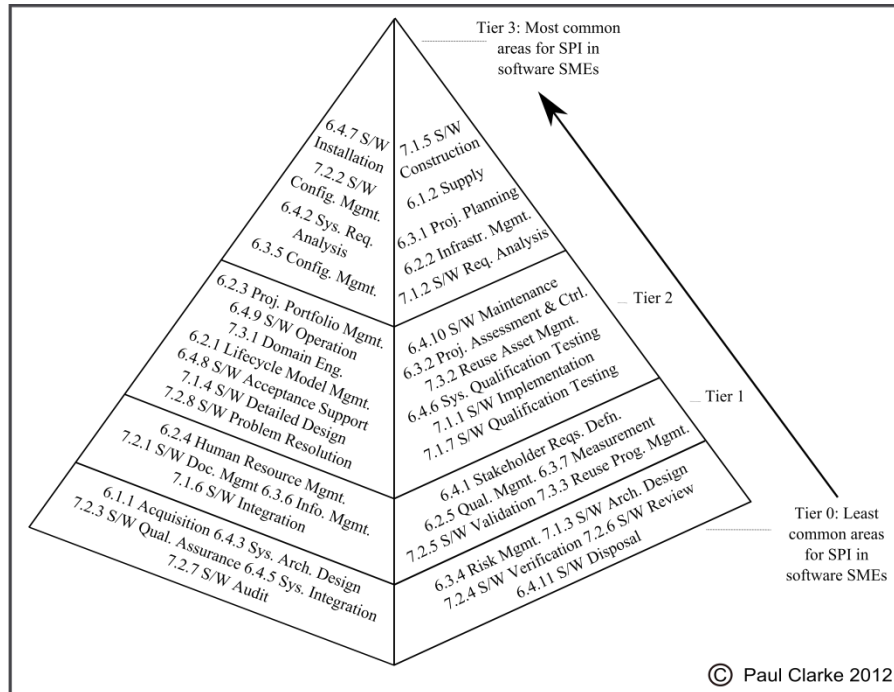 Tier 3: Most common
areas for SPI in
software SMEs
6.4.7 S/W
Installation
7.2.2 S/W
Config. Mgmt.
6.4.2 Sys. Req.
Analysis
6.3.5 Config. Mgmt.
7.1.5 S/W
Construction
6.1.2 Supply
6.3.1 Proj. Planning
6.2.2 Infrastr. Mgmt.
7.1.2 S/W Req. Analysis
Tier 2
6.2.3 Proj. Portfolio Mgmt.
6.4.9 S/W Operation
7.3.1 Domain Eng.
6.2.1 Lifecycle Model Mgmt.
6.4.8 S/W Acceptance Support
7.1.4 S/W Detailed Design
7.2.8 S/W Problem Resolution
6.4.10 S/W Maintenance
6.3.2 Proj. Assessment & Ctrl.
7.3.2 Reuse Asset Mgmt.
6.4.6 Sys. Qualification Testing
7.1.1 S/W Implementation
7.1.7 S/W Qualification Testing
Tier 1
6.2.4 Human Resource Mgmt.
7.2.1 S/W Doc. Mgmt 6.3.6 Info. Mgmt.
7.1.6 S/W Integration
6.4.1 Stakeholder Reqs. Defn.
6.2.5 Qual. Mgmt. 6.3.7 Measurement
7.2.5 S/W Validation 7.3.3 Reuse Prog. Mgmt.
6.1.1 Acquisition 6.4.3 Sys. Arch. Design
7.2.3 S/W Qual. Assurance 6.4.5 Sys. Integration
7.2.7 S/W Audit
6.3.4 Risk Mgmt. 7.1.3 S/W Arch. Design
7.2.4 S/W Verification 7.2.6 S/W Review
6.4.11 S/W Disposal
Tier 0: Least
common areas
for SPI in
software SMEs
© Paul Clarke 2012